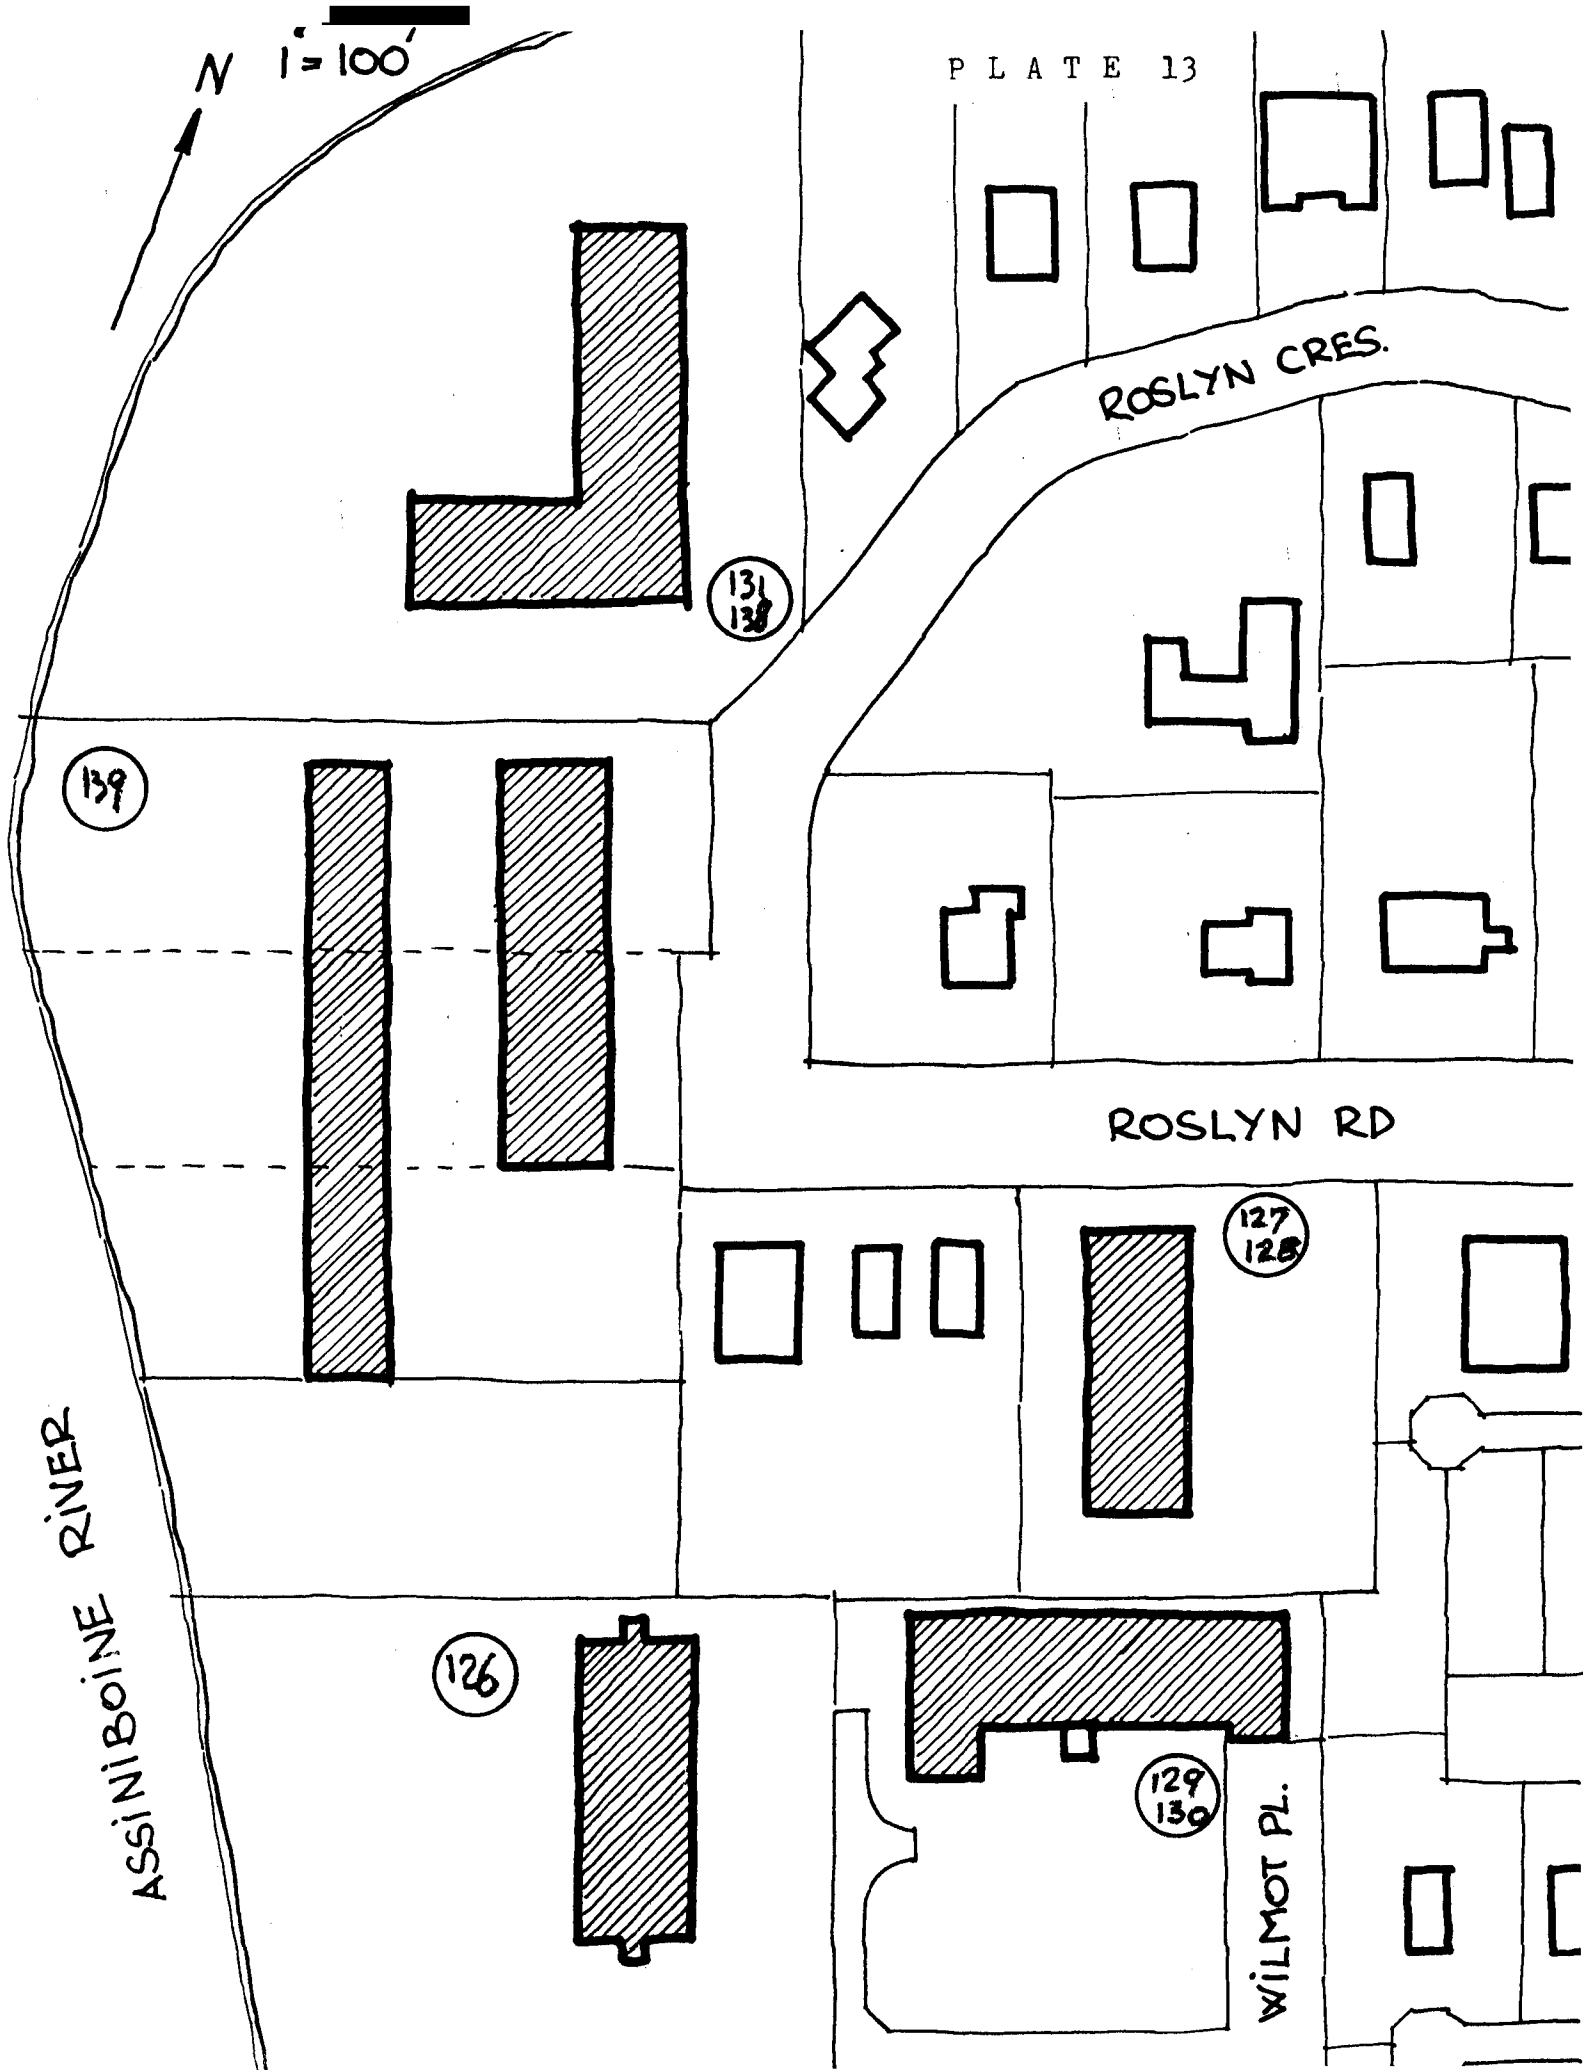 1" = 100'
N
PLATE 13
ROSLYN CRES.
131
138
139
ROSLYN RD
127
128
ASSINIBOINE RIVER
126
129
130
WILMOT PL.